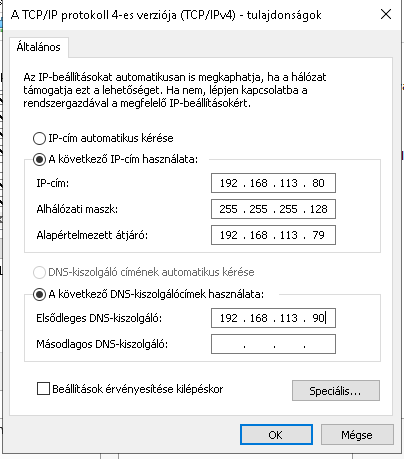 A TCP/IP protokoll 4-es verziója (TCP/IPv4) - tulajdonságok
Általános
Az IP-beállításokat automatikusan is megkaphatja, ha a hálózat
támogatja ezt a lehetőséget. Ha nem, lépjen kapcsolatba a
rendszergazdával a megfelelő IP-beállításokért.
IP-cím automatikus kérése
A következő IP-cím használata:
IP-cím: 192 . 168 . 113 . 80
Alhálózati maszk: 255 . 255 . 255 . 128
Alapértelmezett átjáró: 192 . 168 . 113 . 79
DNS-kiszolgáló címének automatikus kérése
A következő DNS-kiszolgálócímek használata:
Elsődleges DNS-kiszolgáló: 192 . 168 . 113 . 90
Másodlagos DNS-kiszolgáló: . . .
Beállítások érvényesítése kilépéskor
Speciális...
OK Mégse